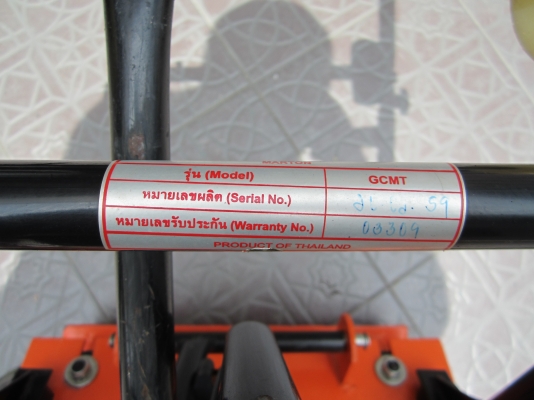 รุ่น (Model) GCMT
หมายเลขผลิต (Serial No.) 59
หมายเลขรับประกัน (Warranty No.) 00309
PRODUCT OF THAILAND